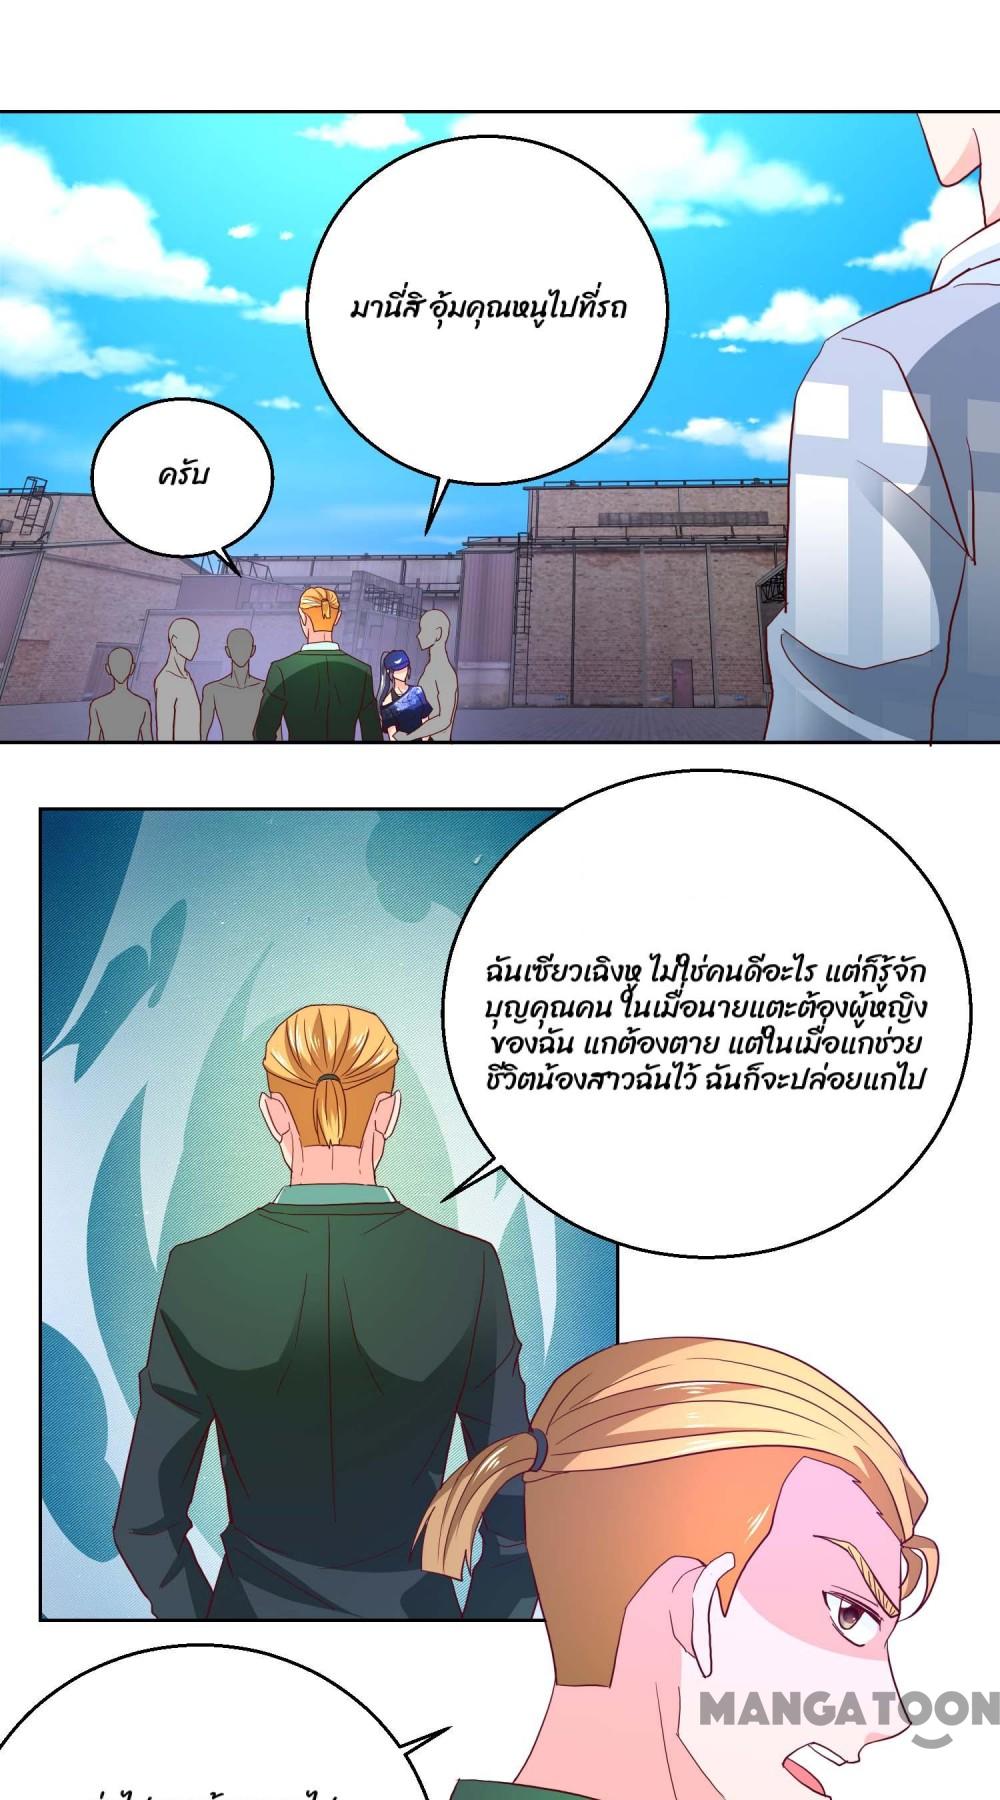 มานี่สิ อุ้มคุณหนูไปที่รถ
ครับ
ฉันเซียวเฉิงหู ไม่ใช่คนดีอะไร แต่ก็รู้จัก
บุญคุณคน ในเมื่อนายแตะต้องผู้หญิง
ของฉัน แกต้องตาย แต่ในเมื่อแกช่วย
ชีวิตน้องสาวฉันไว้ ฉันก็จะปล่อยแกไป
MANGATOON